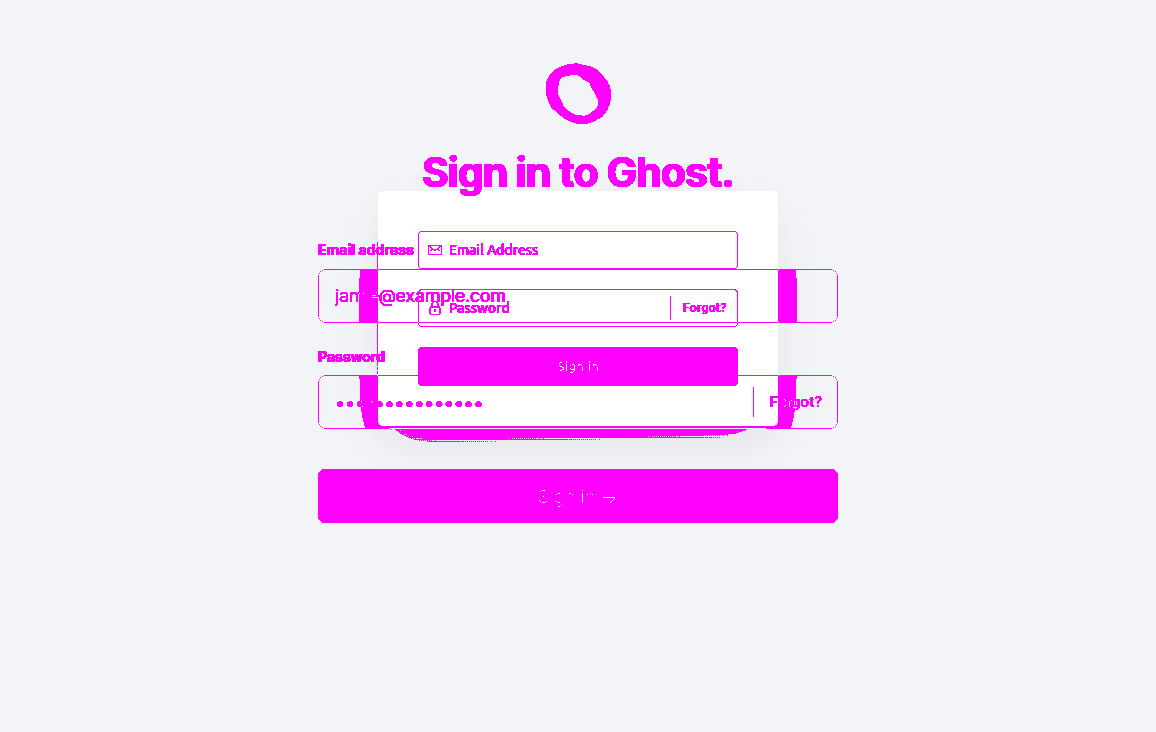 Sign in to Ghost.
Email address
Email Address
jamie@example.com
Password
Forgot?
Password
Sign in
Forgot?
Sign in →